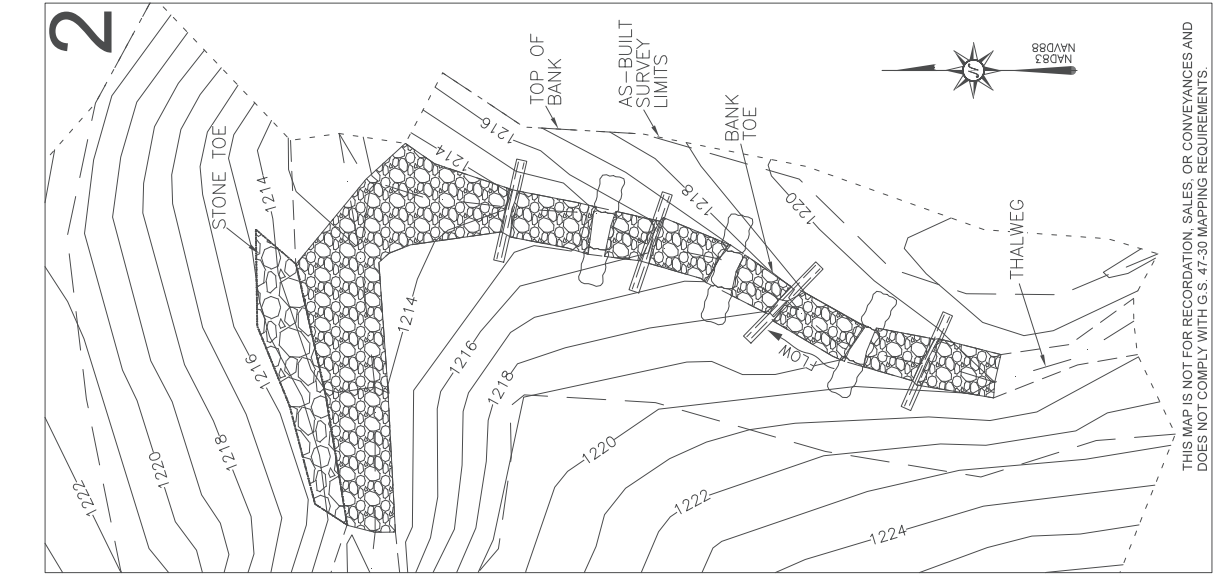 2
STONE TOE
TOP OF
BANK
AS-BUILT
SURVEY
LIMITS
BANK
TOE
THALWEG
FLOW
1214
1216
1218
1220
1222
1214
1216
1218
1220
1222
1224
1214
1216
1218
1220
N
NAD83
NAVD88
THIS MAP IS NOT FOR RECORDATION, SALES, OR CONVEYANCES AND
DOES NOT COMPLY WITH G.S. 47-30 MAPPING REQUIREMENTS.